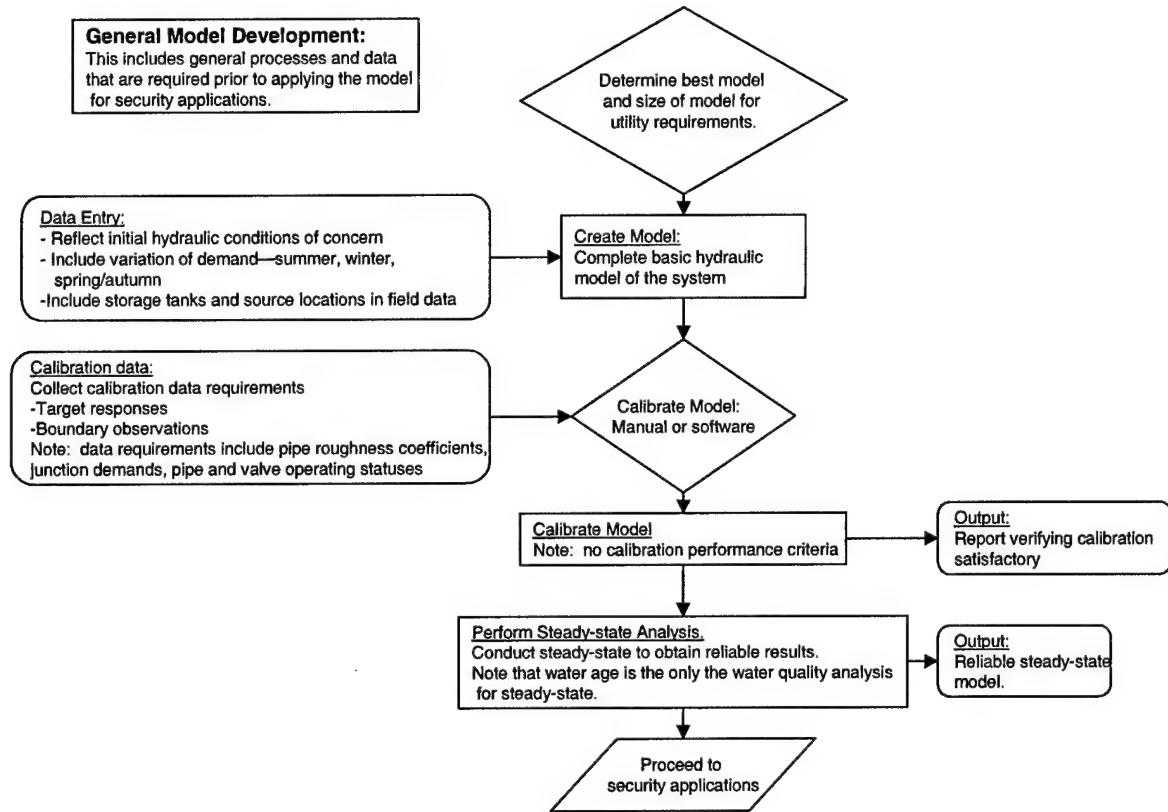 General Model Development:
This includes general processes and data
that are required prior to applying the model
for security applications.
Determine best model
and size of model for
utility requirements.
Data Entry:
- Reflect initial hydraulic conditions of concern
- Include variation of demand—summer, winter,
spring/autumn
-Include storage tanks and source locations in field data
Create Model:
Complete basic hydraulic
model of the system
Calibration data:
Collect calibration data requirements
-Target responses
-Boundary observations
Note: data requirements include pipe roughness coefficients,
junction demands, pipe and valve operating statuses
Calibrate Model:
Manual or software
Calibrate Model
Note: no calibration performance criteria
Output:
Report verifying calibration
satisfactory
Perform Steady-state Analysis.
Conduct steady-state to obtain reliable results.
Note that water age is the only the water quality analysis
for steady-state.
Output:
Reliable steady-state
model.
Proceed to
security applications